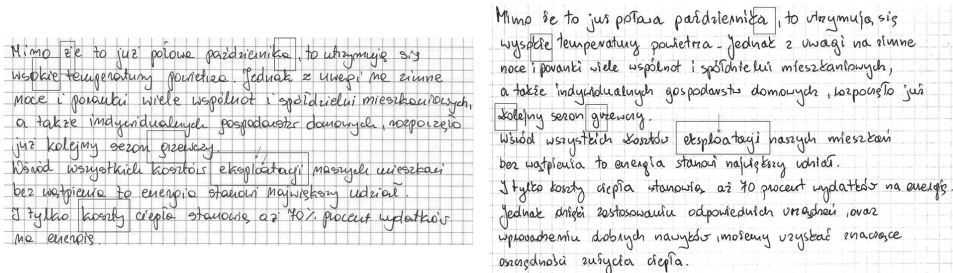 Mimo że to już połowa października, to utrzymują się
wsokie temperatury powietrza. Jednak z uwagi na zimne
noce i poranki wiele wspólnot i spółdzielni mieszkaniowych,
a także indywidualnych gospodarstw domowych, rozpoczęło
już kolejny sezon grzewczy.
Wśród wszystkich kosztów eksploatacji naszych mieszkań
bez wątpienia to energia stanowi największy udział.
I tylko koszty ciepła stanowią aż 70% procent wydatków
na energię.
Mimo że to już połowa października, to utrzymują się
wysokie temperatury powietrza. Jednak z uwagi na zimne
noce i poranki wiele wspólnot i spółdzielni mieszkaniowych,
a także indywidualnych gospodarstw domowych, rozpoczęło już
kolejny sezon grzewczy.
Wśród wszystkich kosztów eksploatacji naszych mieszkań
bez wątpienia to energia stanowi największy udział.
I tylko koszty ciepła stanowią aż 70 procent wydatków na energię.
Jednak dzięki zastosowaniu odpowiednich urządzeń, oraz
wprowadzeniu dobrych nawyków, możemy uzyskać znaczące
oszczędności zużycia ciepła.